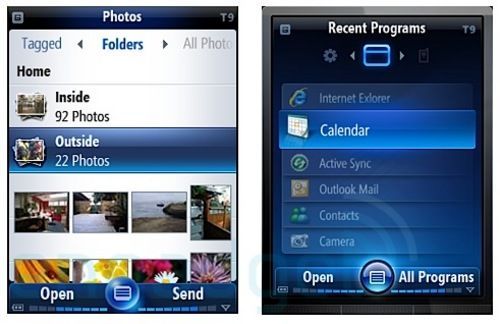 Photos T9
Tagged Folders All Photo
Home
Inside
92 Photos
Outside
22 Photos
Open Send
Recent Programs T9
Internet Exlorer
Calendar
Active Sync
Outlook Mail
Contacts
Camera
Open All Programs